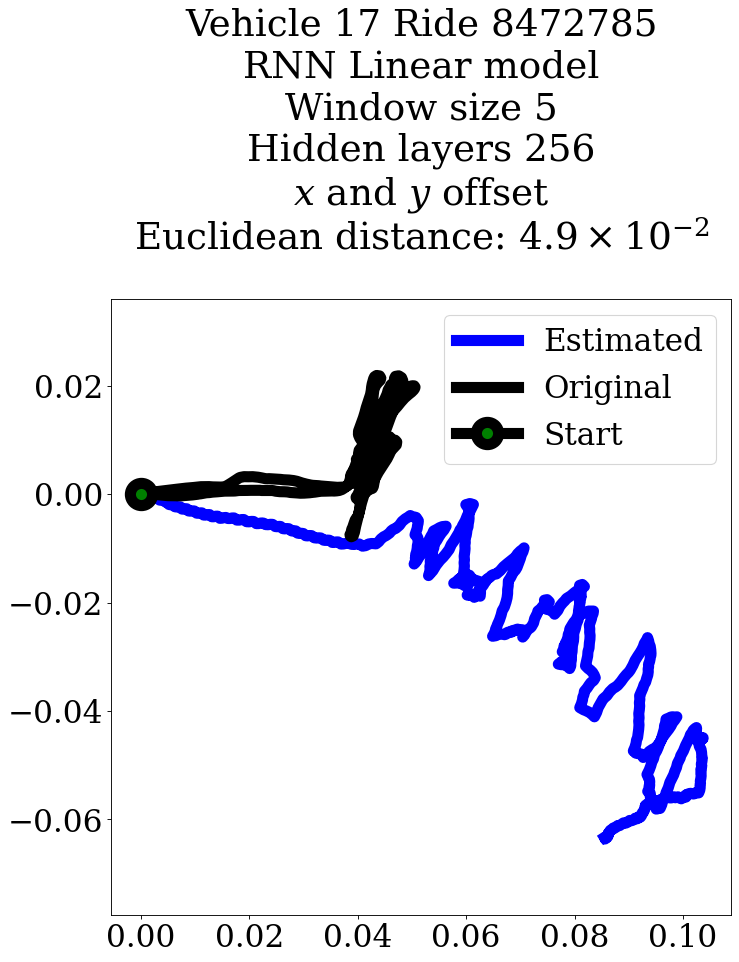 Vehicle 17 Ride 8472785
RNN Linear model
Window size 5
Hidden layers 256
x and y offset
Euclidean distance: 4.9 × 10⁻²
Estimated
Original
Start
0.02
0.00
−0.02
−0.04
−0.06
0.00 0.02 0.04 0.06 0.08 0.10